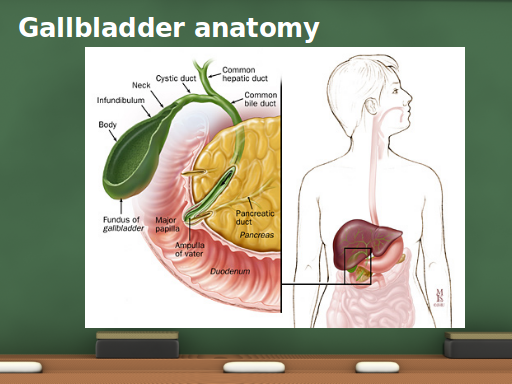 Gallbladder anatomy
Common
hepatic duct
Cystic duct
Neck
Common
bile duct
Infundibulum
Body
Fundus of
gallbladder
Major
papilla
Pancreatic
duct
Pancreas
Ampulla
of vater
Duodenum